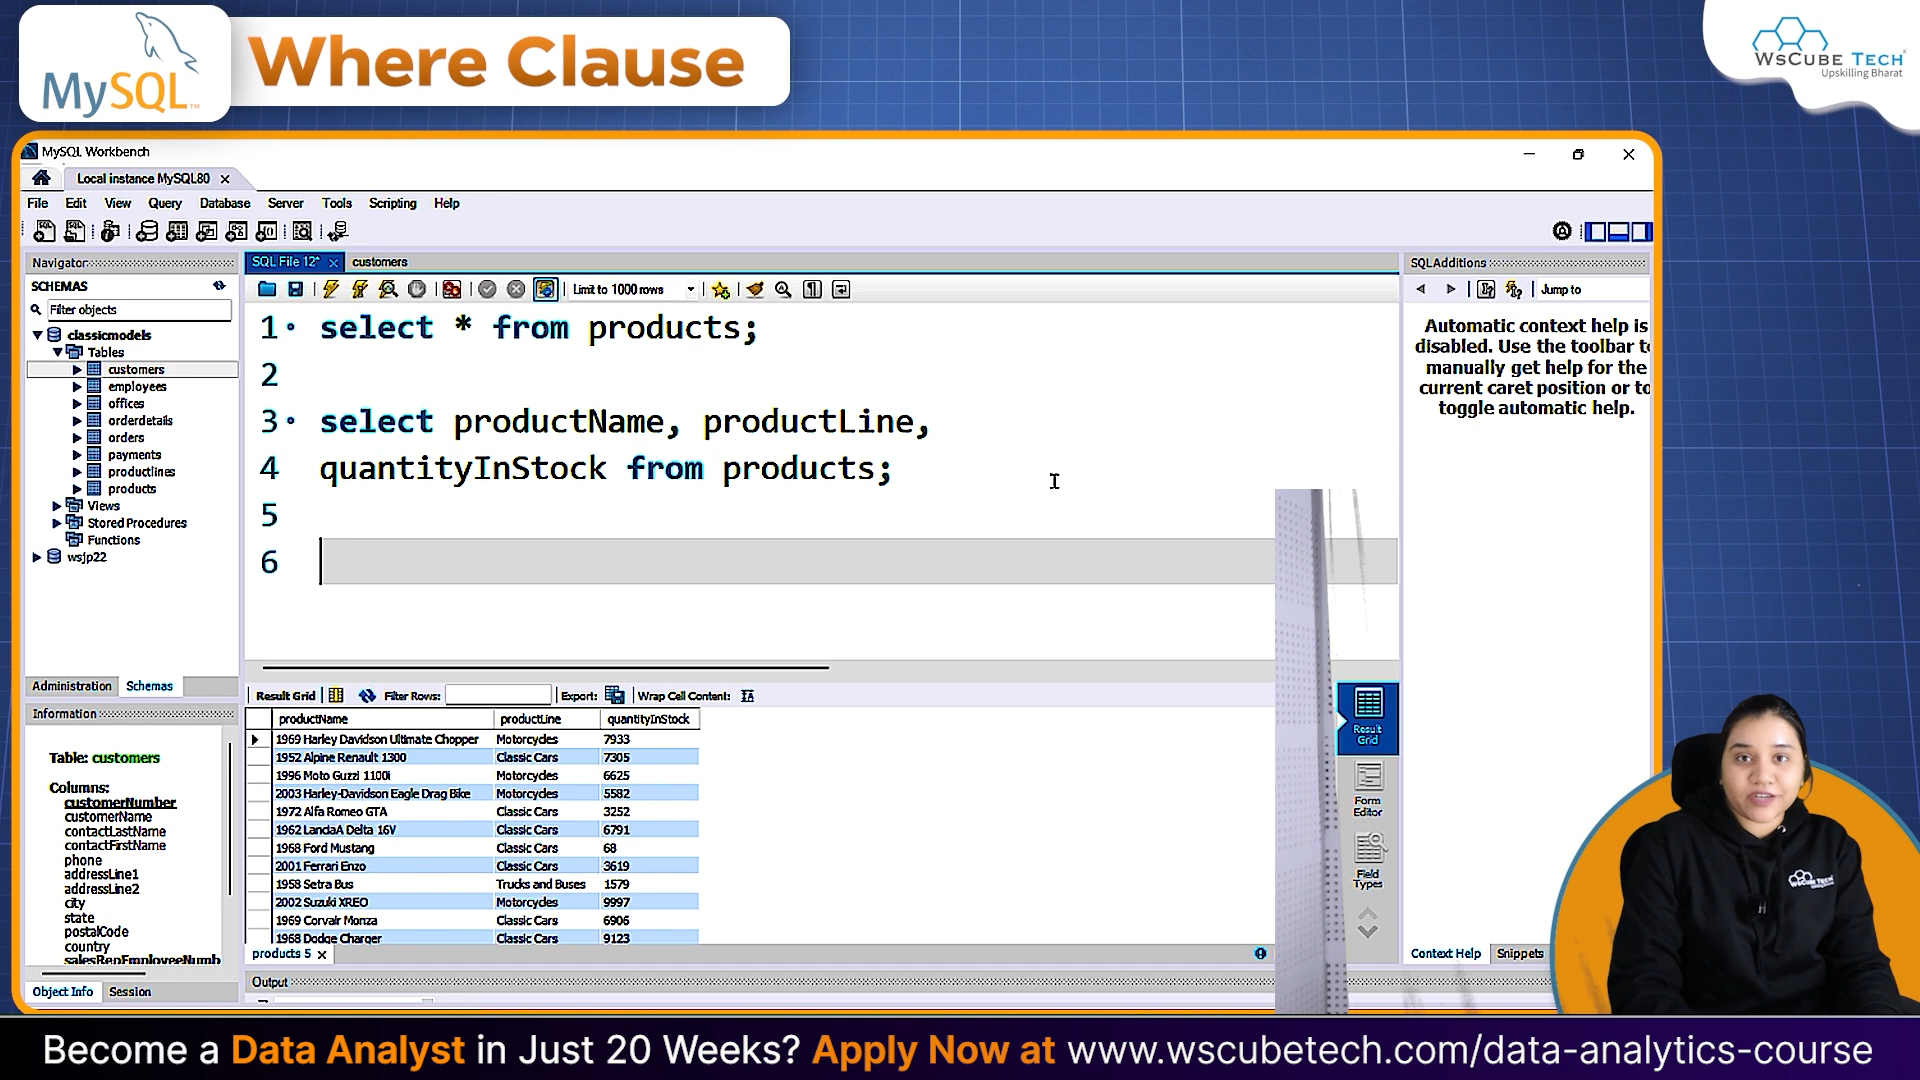 MySQL™
Where Clause
WSCUBE TECH
Upskilling Bharat
MySQL Workbench
Local instance MySQL80
File Edit View Query Database Server Tools Scripting Help
Navigator
SCHEMAS
Filter objects
classicmodels
Tables
customers
employees
offices
orderdetails
orders
payments
productlines
products
Views
Stored Procedures
Functions
wsjp22
Administration Schemas
Information
Table: customers
Columns:
customerNumber
customerName
contactLastName
contactFirstName
phone
addressLine1
addressLine2
city
state
postalCode
country
salesRepEmployeeNumb
Object Info Session
SQL File 12* customers
Limit to 1000 rows
1 select * from products;
2
3 select productName, productLine,
4 quantityInStock from products;
5
6
Result Grid Filter Rows: Export: Wrap Cell Content:
productName productLine quantityInStock
1969 Harley Davidson Ultimate Chopper Motorcycles 7933
1952 Alpine Renault 1300 Classic Cars 7305
1996 Moto Guzzi 1100i Motorcycles 6625
2003 Harley-Davidson Eagle Drag Bike Motorcycles 5582
1972 Alfa Romeo GTA Classic Cars 3252
1962 LanciaA Delta 16V Classic Cars 6791
1968 Ford Mustang Classic Cars 68
2001 Ferrari Enzo Classic Cars 3619
1958 Setra Bus Trucks and Buses 1579
2002 Suzuki XREO Motorcycles 9997
1969 Corvair Monza Classic Cars 6906
1968 Dodge Charger Classic Cars 9123
products 5
Output
Result
Grid
Form
Editor
Field
Types
SQLAdditions
Jump to
Automatic context help is
disabled. Use the toolbar to
manually get help for the
current caret position or to
toggle automatic help.
Context Help Snippets
WSCUBE TECH
Become a Data Analyst in Just 20 Weeks? Apply Now at www.wscubetech.com/data-analytics-course